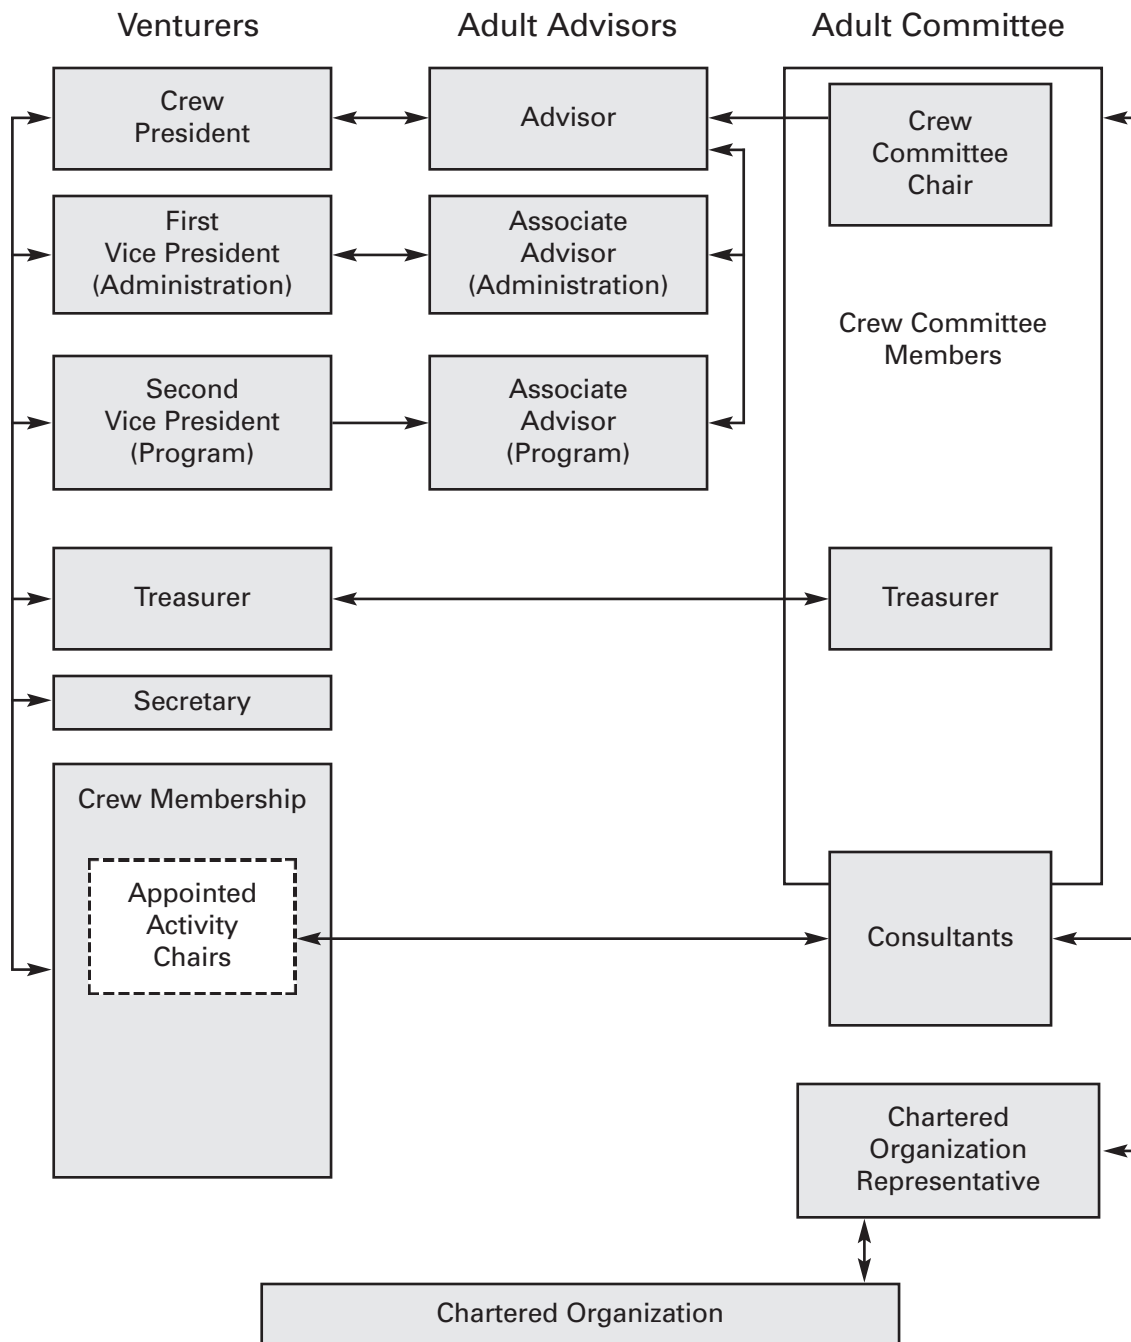 Venturers
Adult Advisors
Adult Committee
Crew
President
Advisor
Crew
Committee
Chair
First
Vice President
(Administration)
Associate
Advisor
(Administration)
Crew Committee
Members
Second
Vice President
(Program)
Associate
Advisor
(Program)
Treasurer
Treasurer
Secretary
Crew Membership
Appointed
Activity
Chairs
Consultants
Chartered
Organization
Representative
Chartered Organization